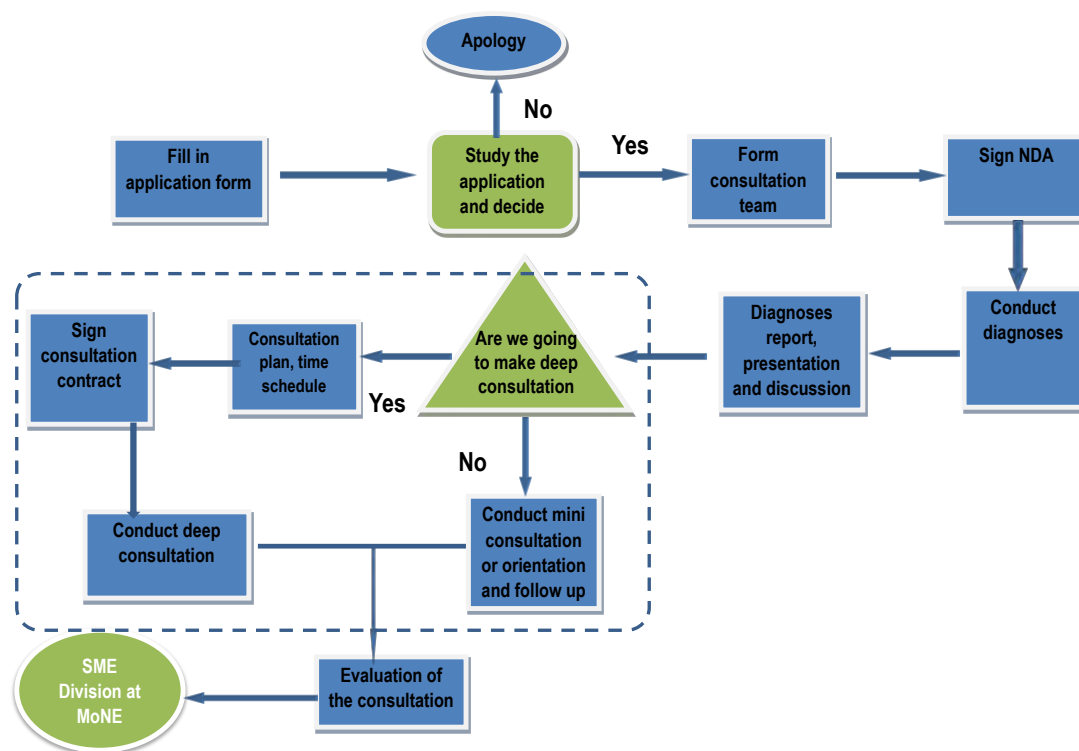 Apology
No
Yes
Fill in
application form
Study the
application
and decide
Form
consultation
team
Sign NDA
Sign
consultation
contract
Consultation
plan, time
schedule
Are we going
to make deep
consultation
Diagnoses
report,
presentation
and discussion
Conduct
diagnoses
Yes
No
Conduct deep
consultation
Conduct mini
consultation
or orientation
and follow up
SME
Division at
MoNE
Evaluation of
the consultation